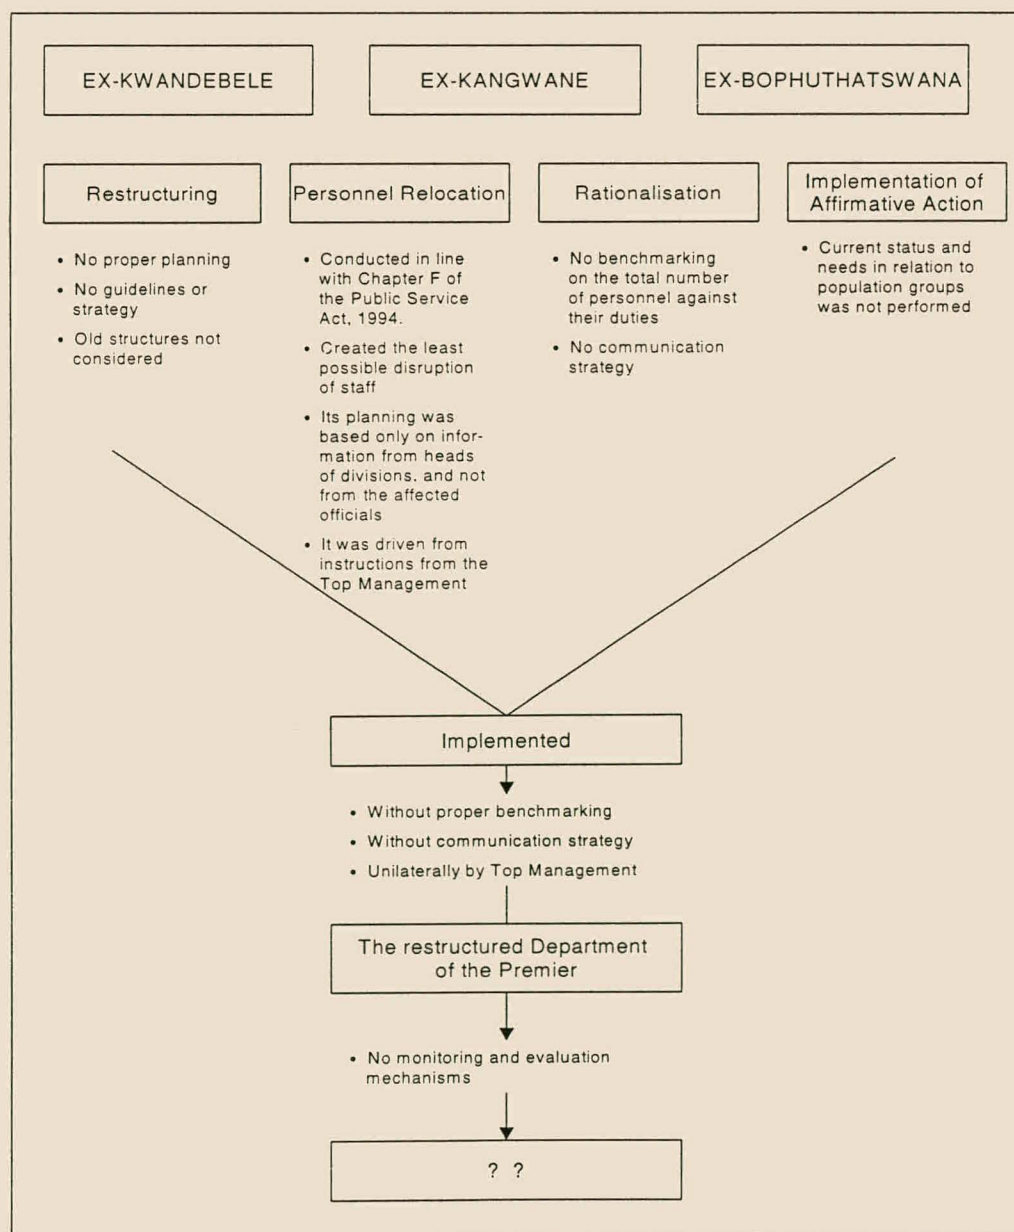 EX-KWANDEBELE
EX-KANGWANE
EX-BOPHUTHATSWANA
Restructuring
• No proper planning
• No guidelines or
strategy
• Old structures not
considered
Personnel Relocation
• Conducted in line
with Chapter F of
the Public Service
Act, 1994.
• Created the least
possible disruption
of staff
• Its planning was
based only on infor-
mation from heads
of divisions, and not
from the affected
officials
• It was driven from
instructions from the
Top Management
Rationalisation
• No benchmarking
on the total number
of personnel against
their duties
• No communication
strategy
Implementation of
Affirmative Action
• Current status and
needs in relation to
population groups
was not performed
Implemented
• Without proper benchmarking
• Without communication strategy
• Unilaterally by Top Management
The restructured Department
of the Premier
• No monitoring and evaluation
mechanisms
? ?